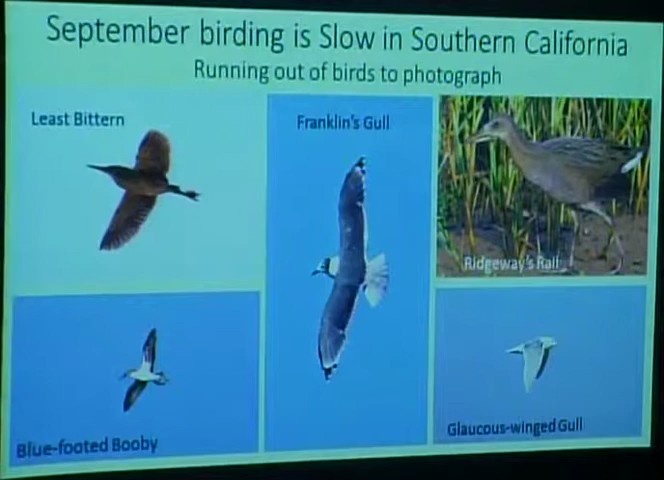 September birding is Slow in Southern California
Running out of birds to photograph
Least Bittern
Franklin's Gull
Ridgeway's Rail
Blue-footed Booby
Glaucous-winged Gull